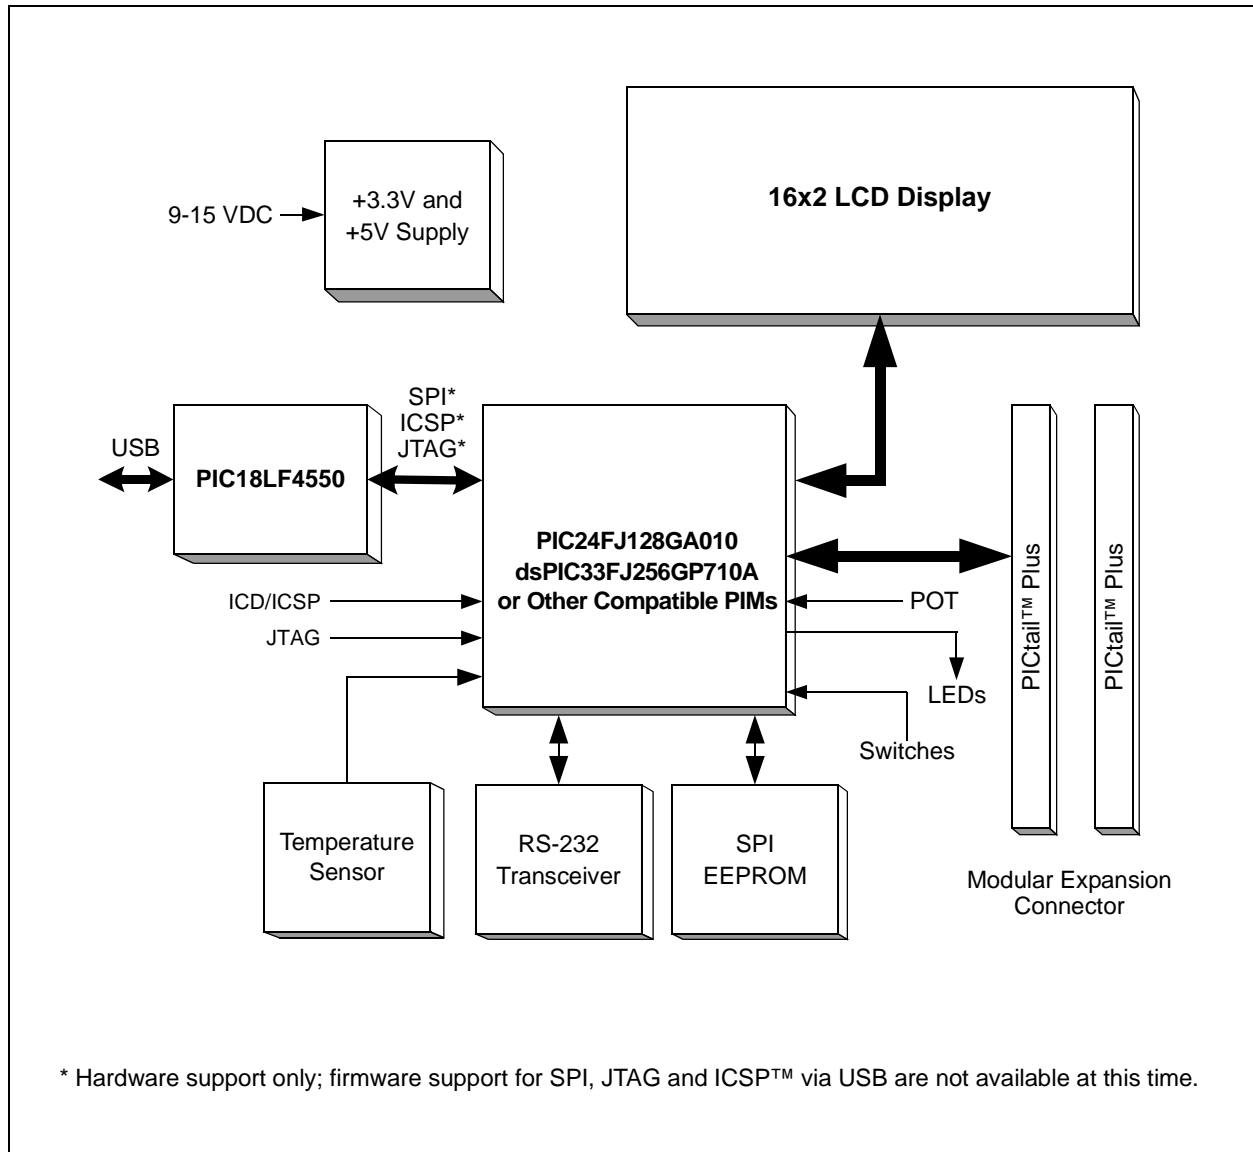 16x2 LCD Display
9-15 VDC
+3.3V and
+5V Supply
SPI*
ICSP*
JTAG*
USB
PIC18LF4550
PIC24FJ128GA010
dsPIC33FJ256GP710A
or Other Compatible PIMs
ICD/ICSP
JTAG
POT
LEDs
Switches
PICtail™ Plus
PICtail™ Plus
Temperature
Sensor
RS-232
Transceiver
SPI
EEPROM
Modular Expansion
Connector
* Hardware support only; firmware support for SPI, JTAG and ICSP™ via USB are not available at this time.